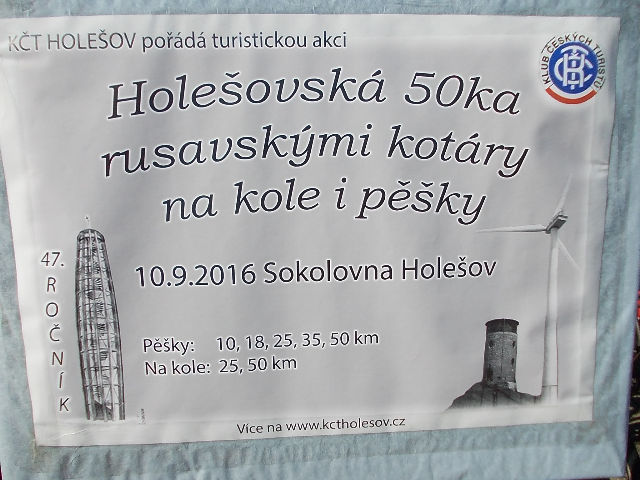 KČT HOLEŠOV pořádá turistickou akci
KLUB ČESKÝCH TURISTŮ
KČT
Holešovská 50ka
rusavskými kotáry
na kole i pěšky
47. ROČNÍK
10.9.2016 Sokolovna Holešov
Pěšky: 10, 18, 25, 35, 50 km
Na kole: 25, 50 km
Více na www.kctholesov.cz